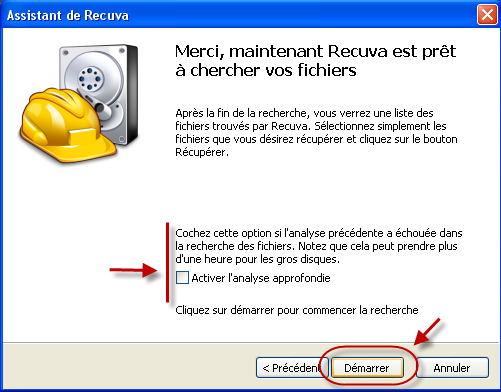 Assistant de Recuva
Merci, maintenant Recuva est prêt
à chercher vos fichiers
Après la fin de la recherche, vous verrez une liste des
fichiers trouvés par Recuva. Sélectionnez simplement les
fichiers que vous désirez récupérer et cliquez sur le bouton
Récupérer.
Cochez cette option si l'analyse précédente a échouée dans
la recherche des fichiers. Notez que cela peut prendre plus
d'une heure pour les gros disques.
Activer l'analyse approfondie
Cliquez sur démarrer pour commencer la recherche
< Précédent
Démarrer
Annuler